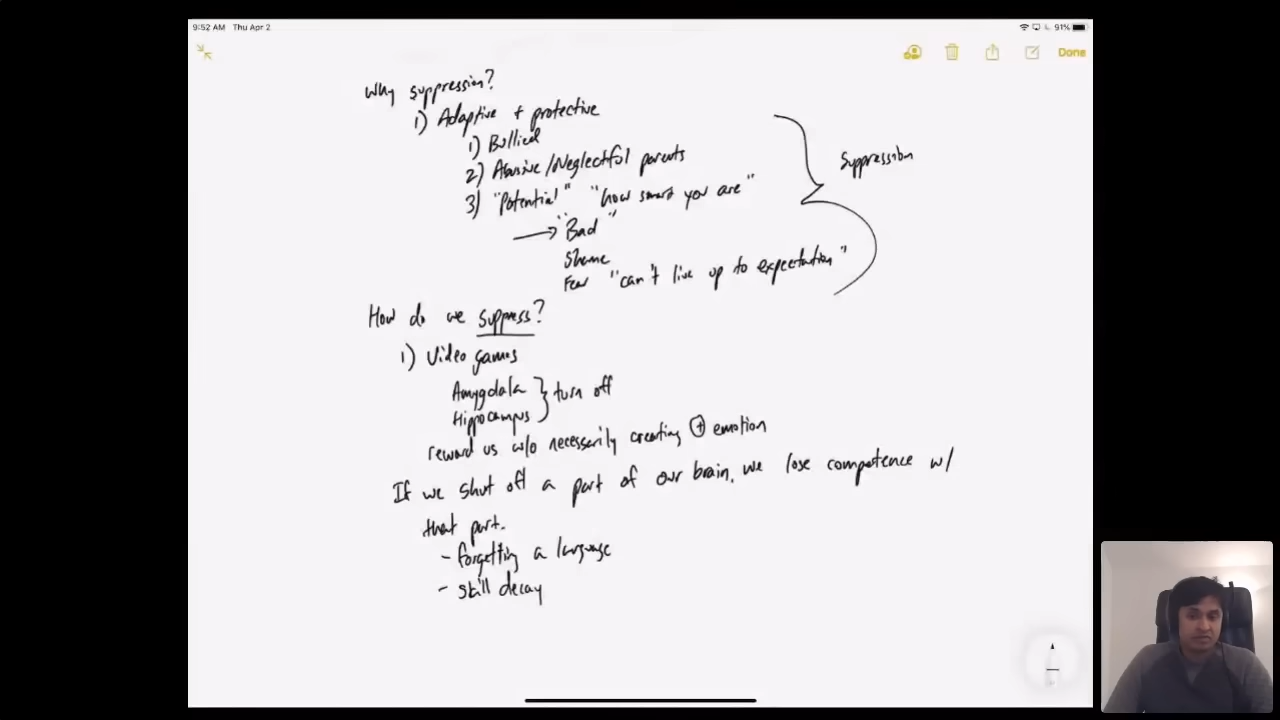 9:52 AM Thu Apr 2
91%
Done
Why suppression?
1) Adaptive + protective
1) Bullied
2) Abusive/Neglectful parents
3) "Potential" "how smart you are"
→ "Bad"
Shame
Fear "can't live up to expectation"
Suppression
How do we suppress?
1) Video games
Amygdala
Hippocampus } turn off
reward us w/o necessarily creating ⊕ emotion
If we shut off a part of our brain, we lose competence w/
that part.
- forgetting a language
- skill decay